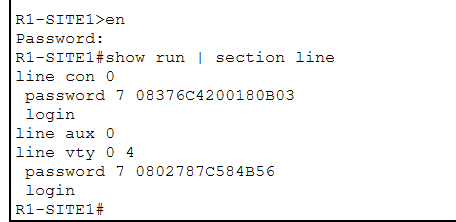 R1-SITE1>en
Password:
R1-SITE1#show run | section line
line con 0
 password 7 08376C4200180B03
 login
line aux 0
line vty 0 4
 password 7 0802787C584B56
 login
R1-SITE1#